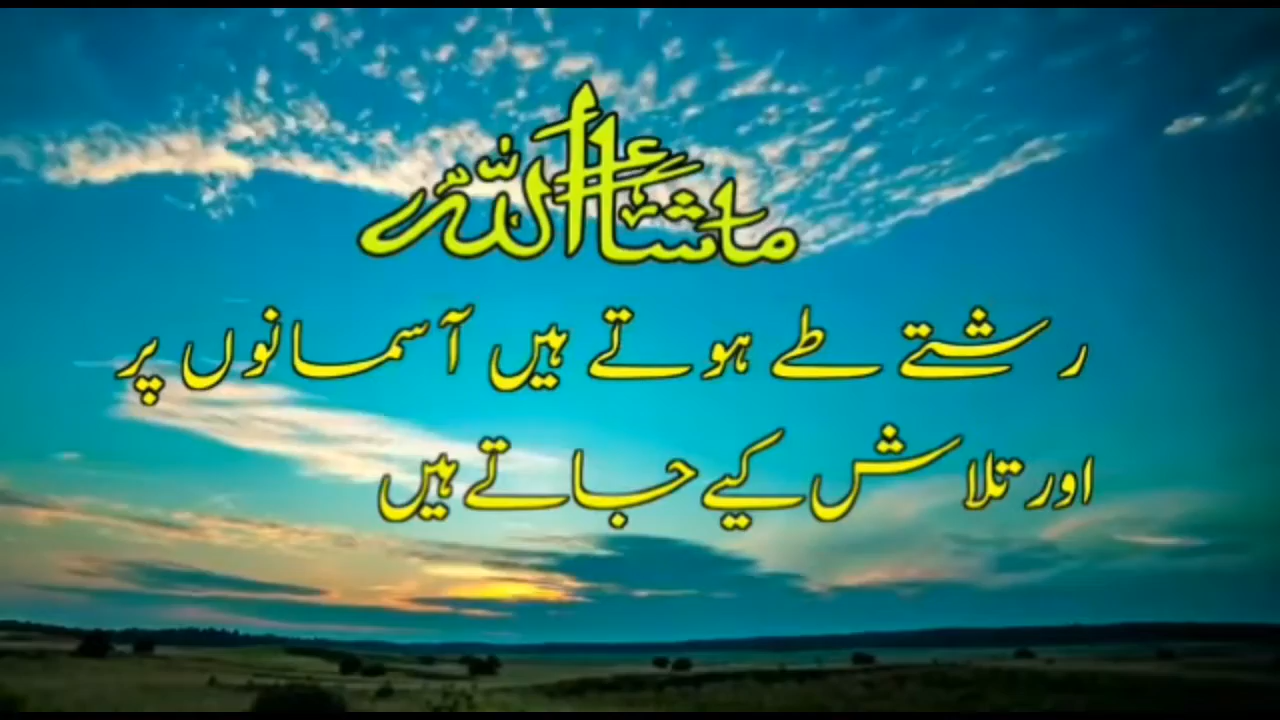 ماشاءاللہ
رشتے طے ہوتے ہیں آسمانوں پر
اور تلاش کیے جاتے ہیں